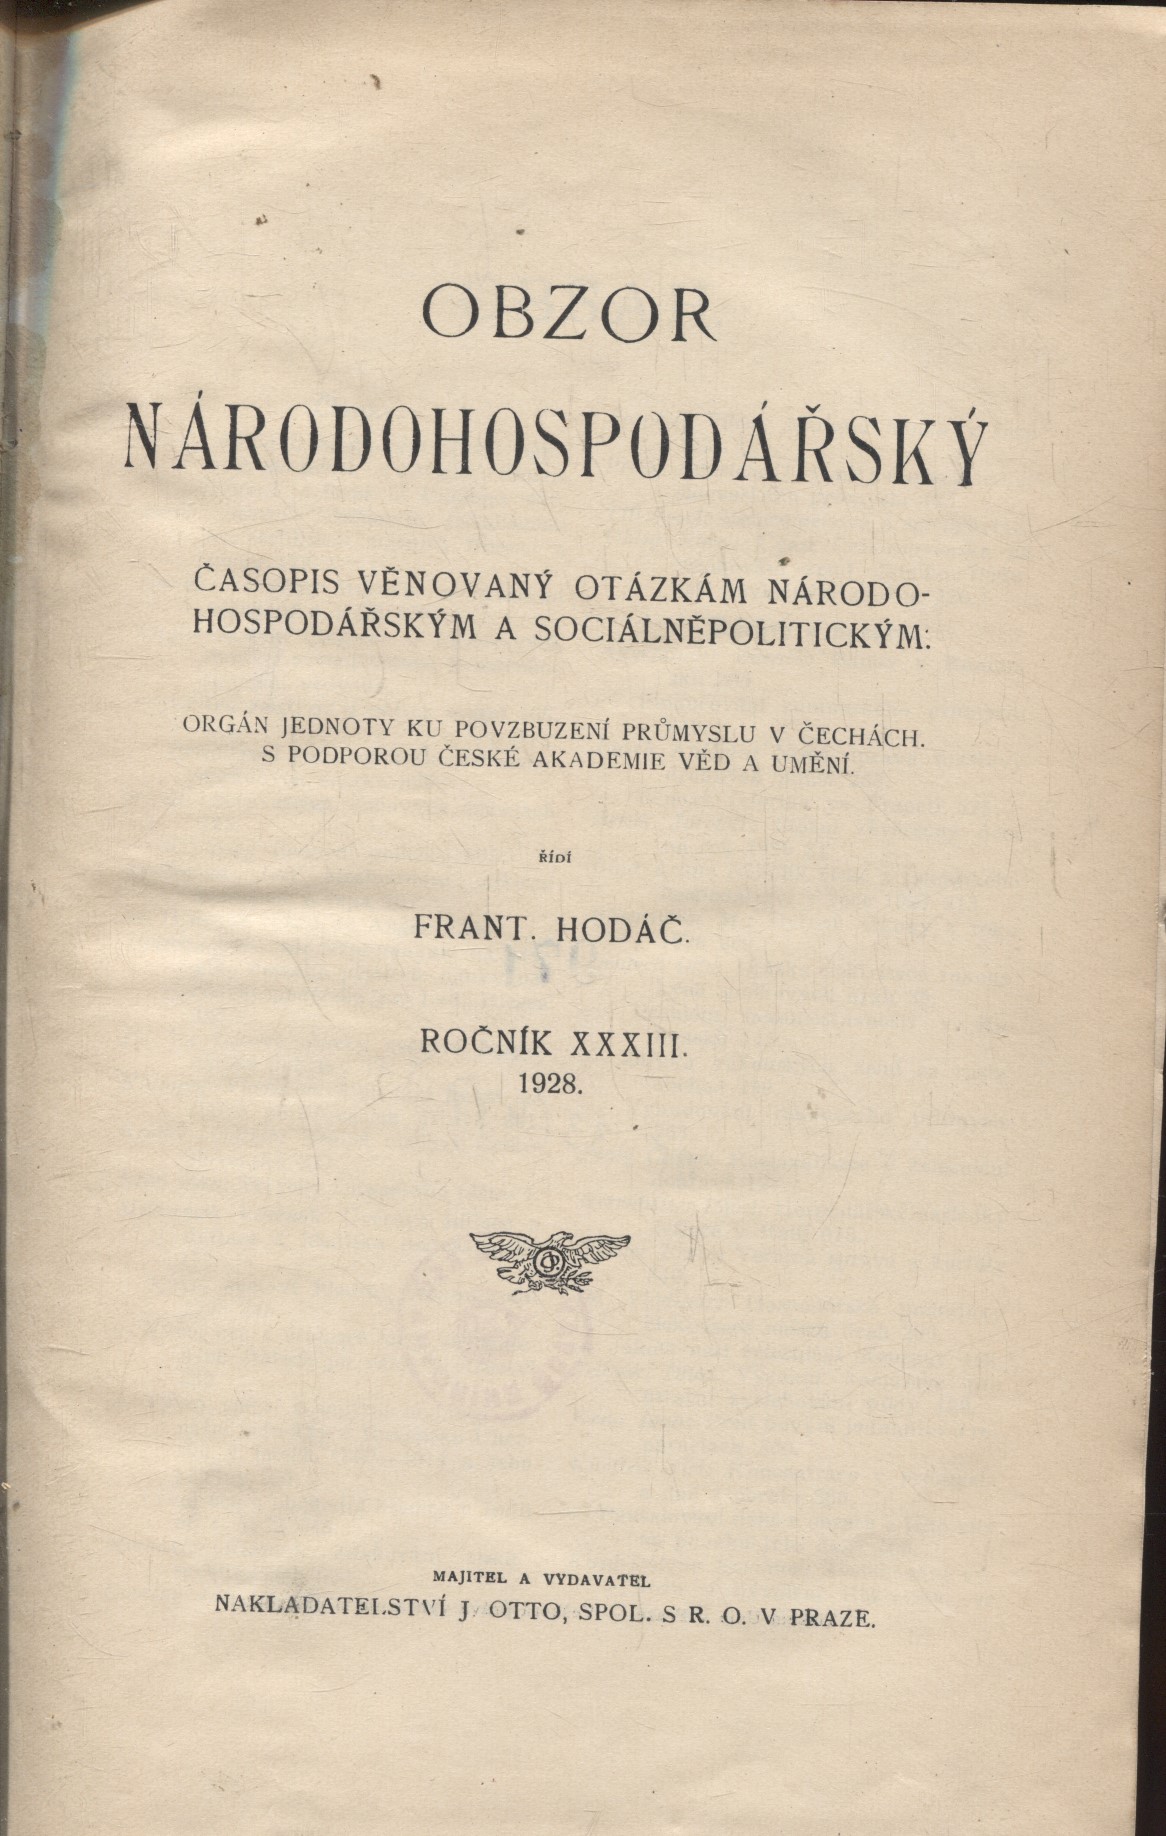 OBZOR
NÁRODOHOSPODÁŘSKÝ
ČASOPIS VĚNOVANÝ OTÁZKÁM NÁRODO-
HOSPODÁŘSKÝM A SOCIÁLNĚPOLITICKÝM.
ORGÁN JEDNOTY KU POVZBUZENÍ PRŮMYSLU V ČECHÁCH.
S PODPOROU ČESKÉ AKADEMIE VĚD A UMĚNÍ.
ŘÍDÍ
FRANT. HODÁČ.
ROČNÍK XXXIII.
1928.
MAJITEL A VYDAVATEL
NAKLADATELSTVÍ J. OTTO, SPOL. S R. O. V PRAZE.